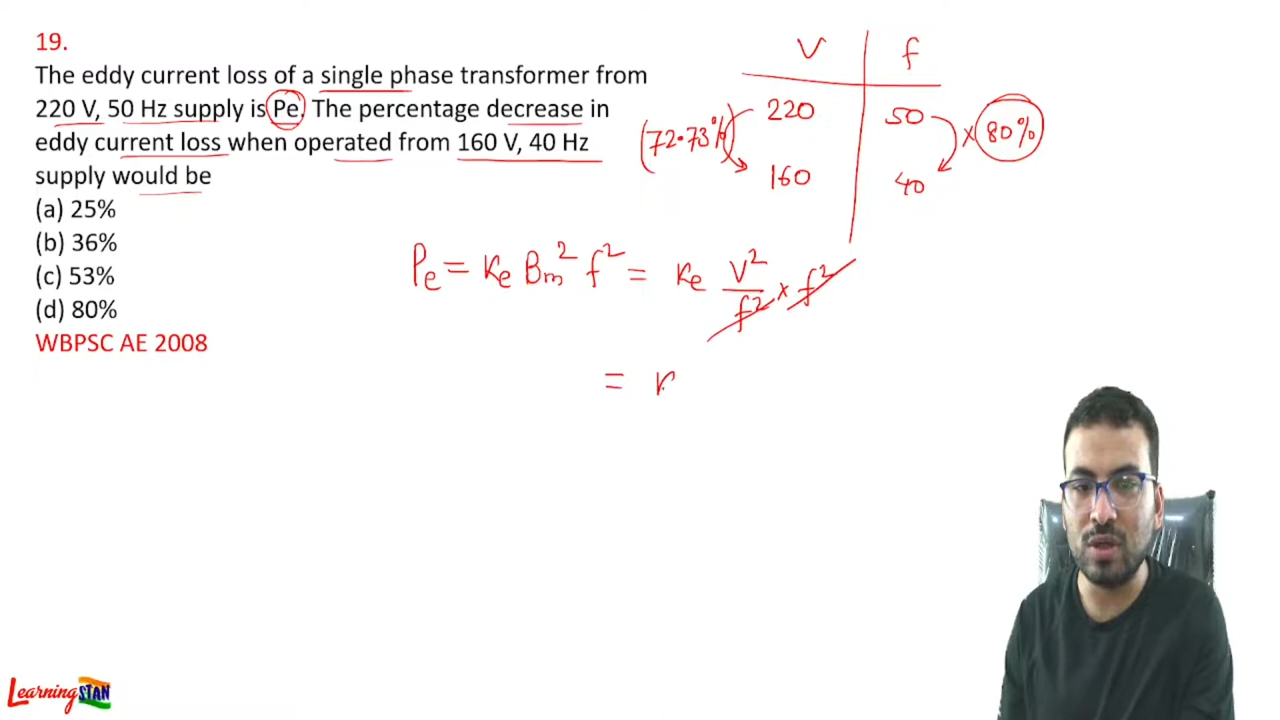 19.
The eddy current loss of a single phase transformer from
220 V, 50 Hz supply is Pe. The percentage decrease in
eddy current loss when operated from 160 V, 40 Hz
supply would be
(a) 25%
(b) 36%
(c) 53%
(d) 80%
WBPSC AE 2008
V f
220 50
(72.73% × 80%
160 40
Pe = Ke Bm² f² = Ke V²/f² × f²
= K
Learning STAN